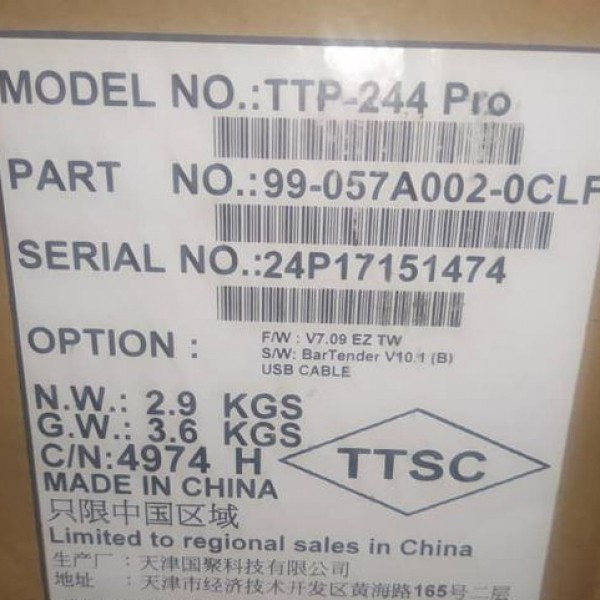 MODEL NO.:TTP-244 Pro
PART NO.:99-057A002-0CLF
SERIAL NO.:24P17151474
OPTION :
F/W : V7.09 EZ TW
S/W: BarTender V10.1 (B)
USB CABLE
N.W.: 2.9 KGS
G.W.: 3.6 KGS
C/N:4974 H
TTSC
MADE IN CHINA
只限中国区域
Limited to regional sales in China
生产厂 : 天津国聚科技有限公司
地址 : 天津市经济技术开发区黄海路165号二层